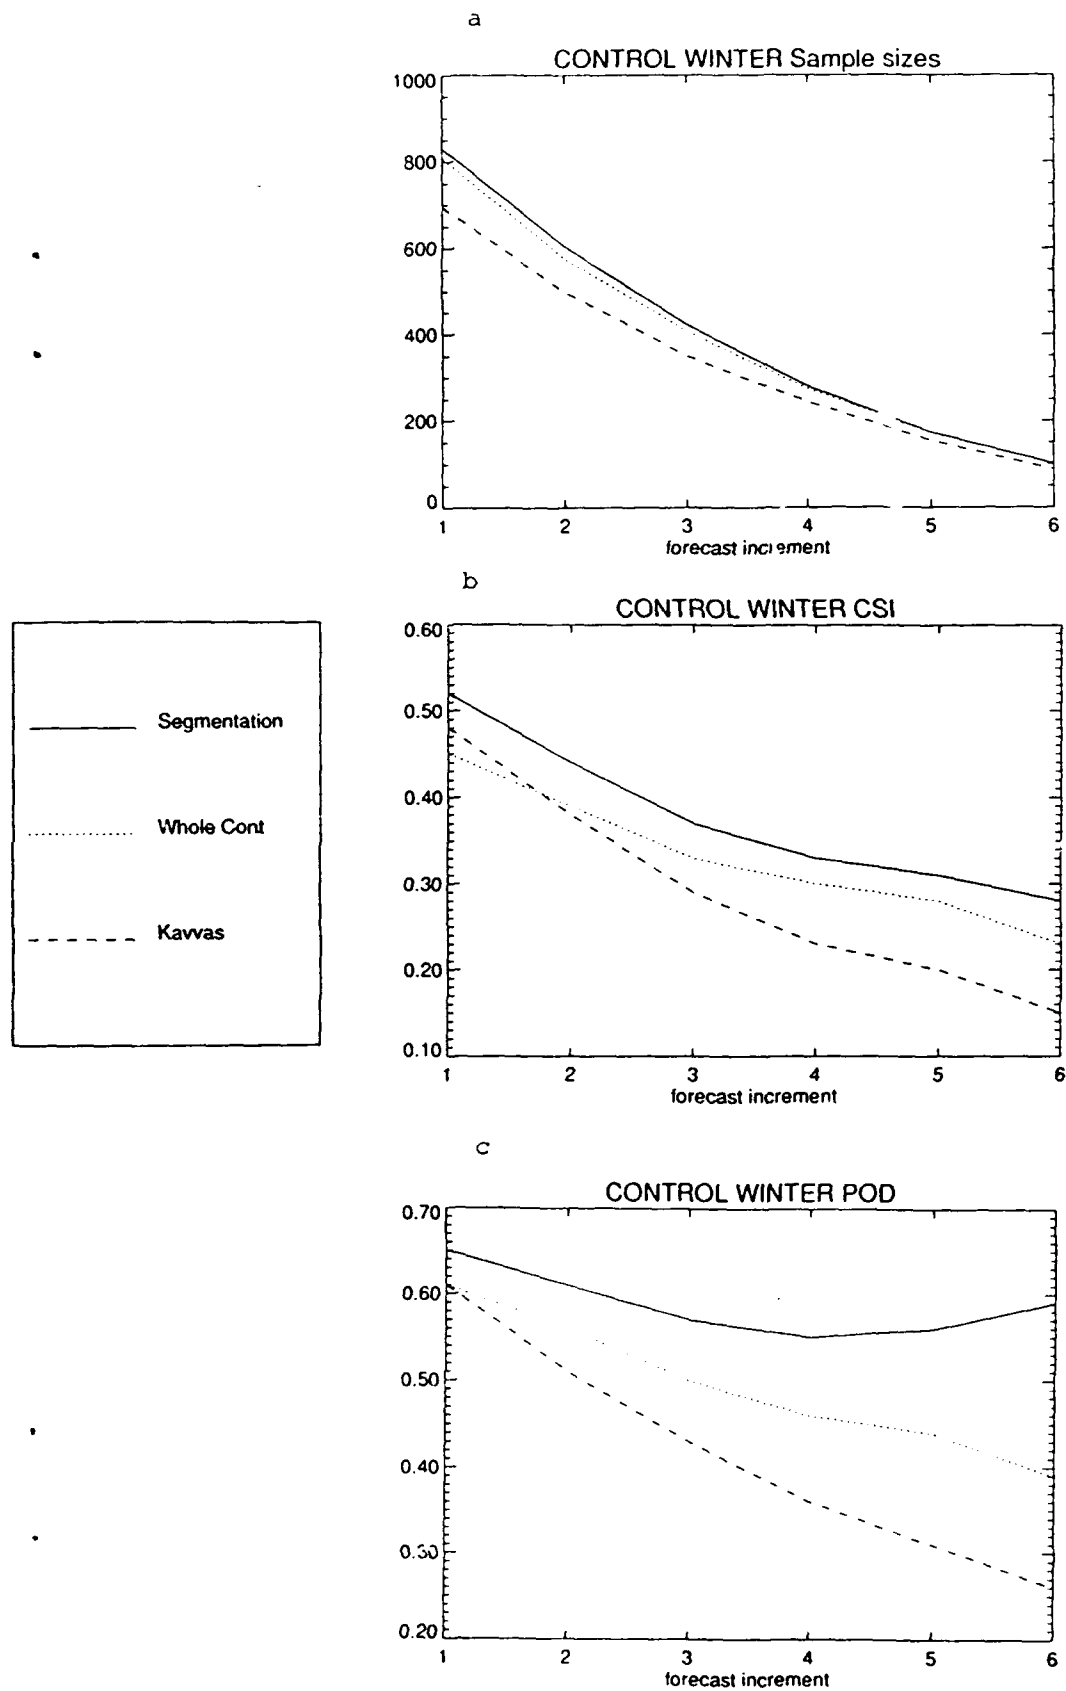 a
CONTROL WINTER Sample sizes
1000
800
600
400
200
0
1 2 3 4 5 6
forecast increment
b
CONTROL WINTER CSI
0.60
0.50
0.40
0.30
0.20
0.10
1 2 3 4 5 6
forecast increment
Segmentation
Whole Cont
Kavvas
c
CONTROL WINTER POD
0.70
0.60
0.50
0.40
0.30
0.20
1 2 3 4 5 6
forecast increment